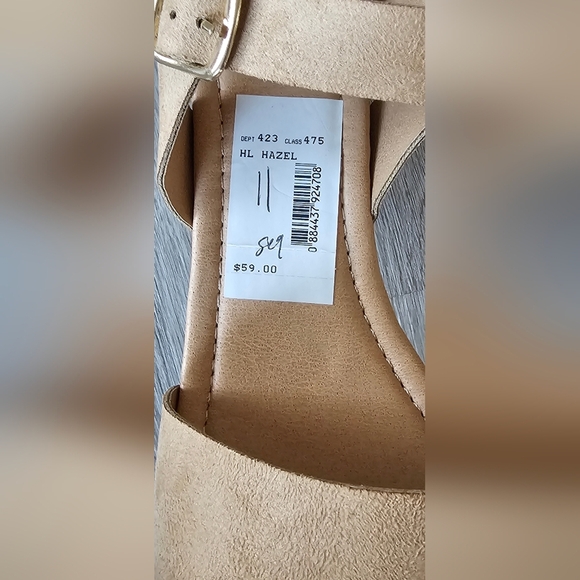 DEPT 423 CLASS 475
HL HAZEL
11
$59.00
0 884437 924708